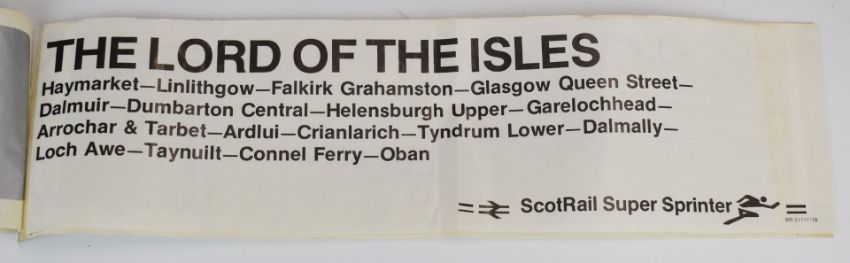 THE LORD OF THE ISLES
Haymarket—Linlithgow—Falkirk Grahamston—Glasgow Queen Street—
Dalmuir—Dumbarton Central—Helensburgh Upper—Garelochhead—
Arrochar & Tarbet—Ardlui—Crianlarich—Tyndrum Lower—Dalmally—
Loch Awe—Taynuilt—Connel Ferry—Oban
ScotRail Super Sprinter